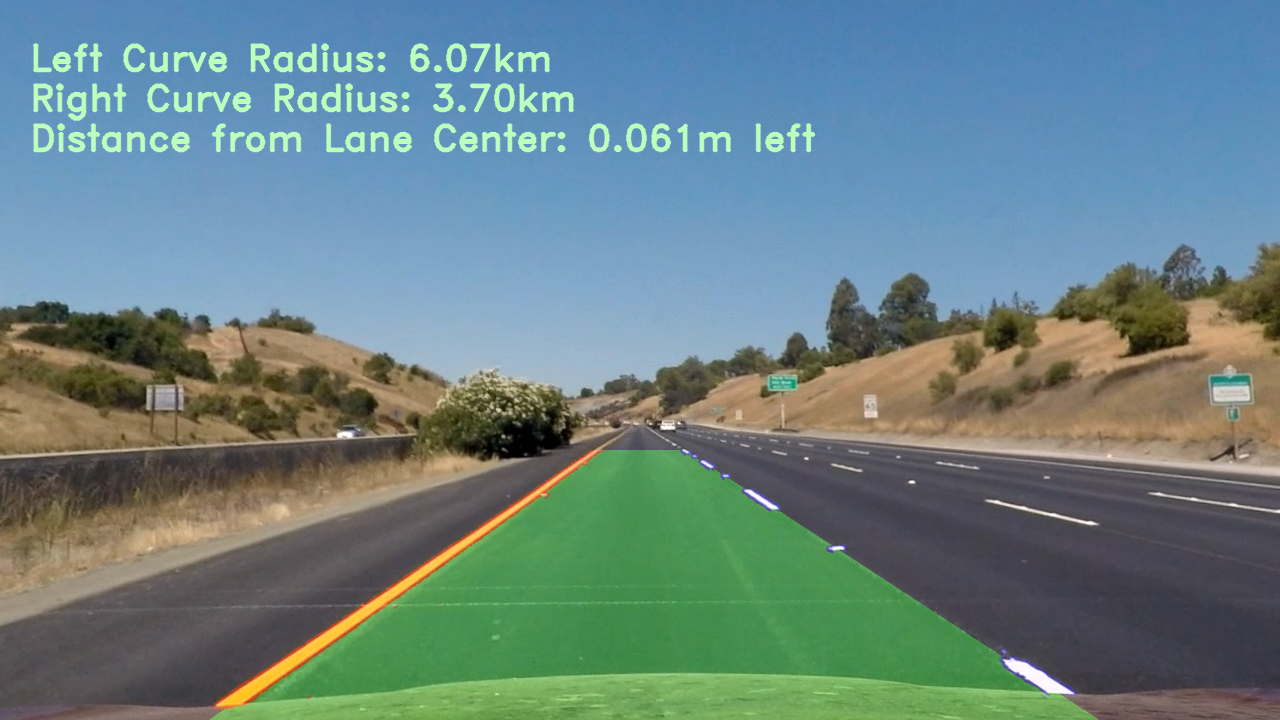 Left Curve Radius: 6.07km
Right Curve Radius: 3.70km
Distance from Lane Center: 0.061m left